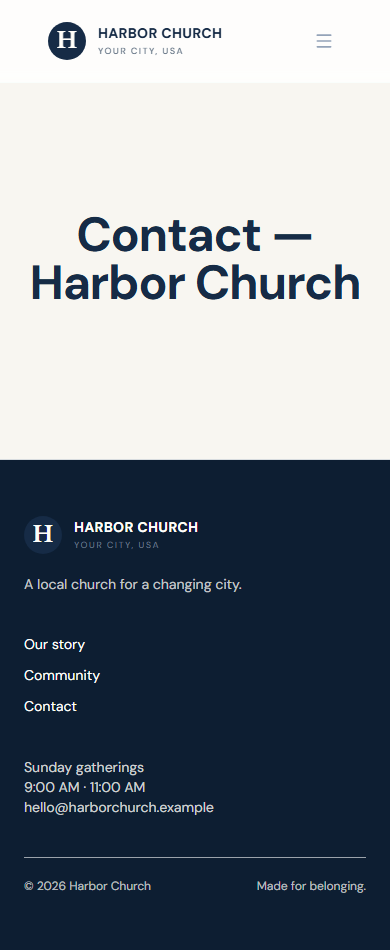 H
HARBOR CHURCH
YOUR CITY, USA
Contact —
Harbor Church
H
HARBOR CHURCH
YOUR CITY, USA
A local church for a changing city.
Our story
Community
Contact
Sunday gatherings
9:00 AM · 11:00 AM
hello@harborchurch.example
© 2026 Harbor Church
Made for belonging.